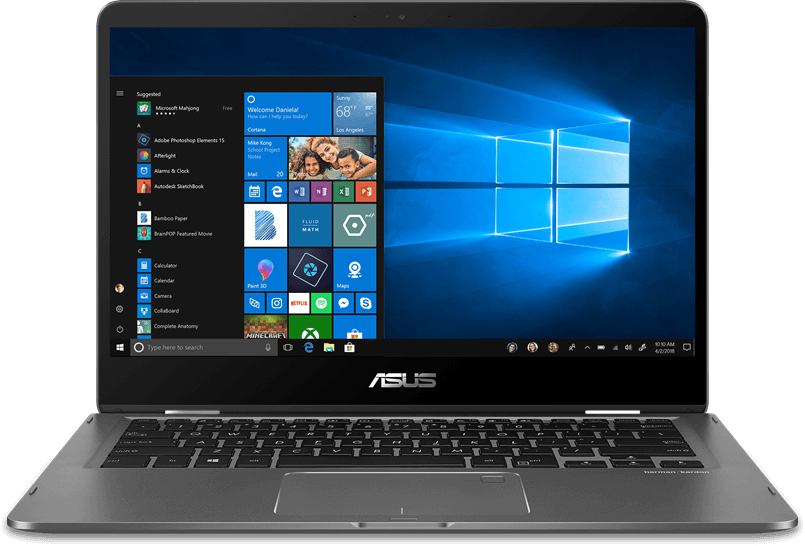 Suggested
Microsoft Mahjong
Free
A
Adobe Photoshop Elements 15
Afterlight
Alarms & Clock
Autodesk SketchBook
B
Bamboo Paper
BrainPOP Featured Movie
C
Calculator
Calendar
Camera
CollaBoard
Complete Anatomy
Type here to search
Welcome Daniela!
How can I help you today?
Cortana
Sunny
68°
Los Angeles
Mike Kong
School Project
Notes
Mail 20
Photos
FLUID
MATH
Paint 3D
Maps
NETFLIX
MINECRAFT
10:10 AM
4/2/2018
ASUS
Q W E R T Y U I O P
A S D F G H J K L
Z X C V B N M
harman/kardon